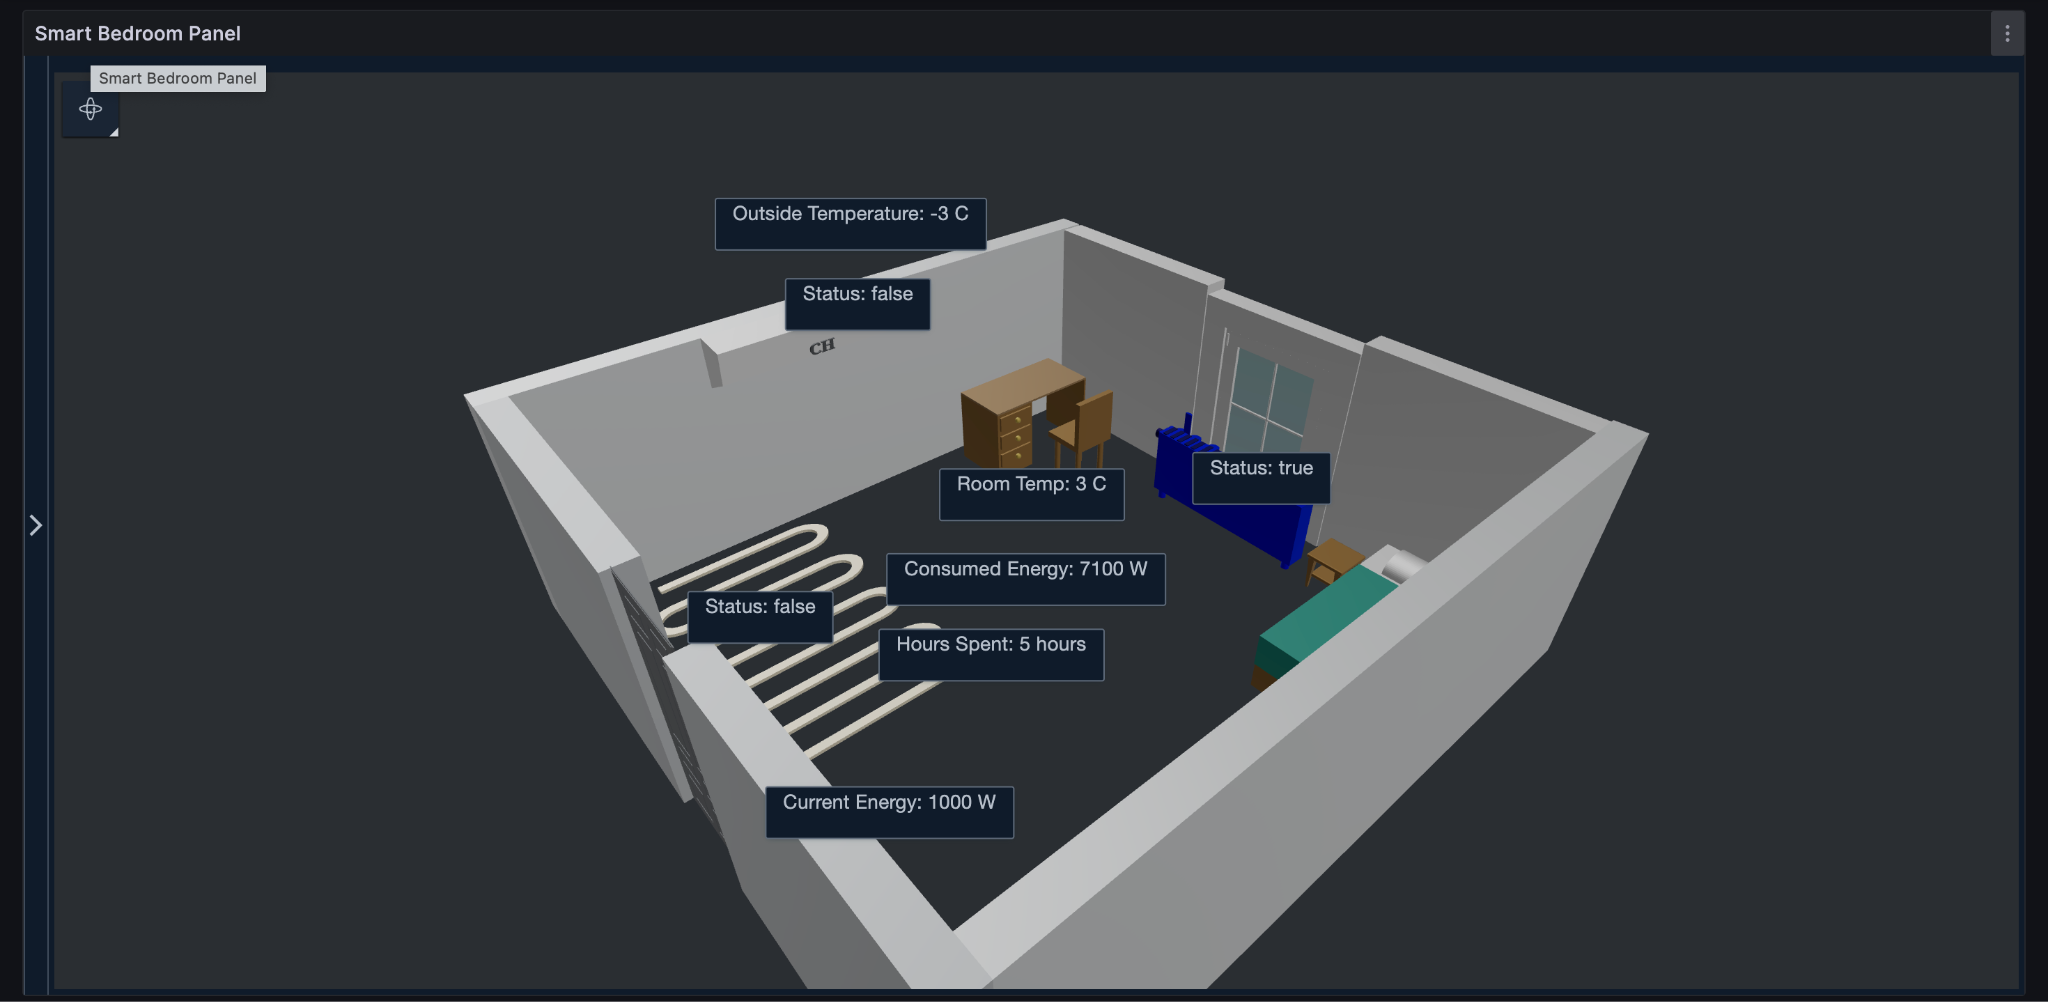 Smart Bedroom Panel
Smart Bedroom Panel
Outside Temperature: -3 C
Status: false
CH
Status: true
Room Temp: 3 C
Consumed Energy: 7100 W
Status: false
Hours Spent: 5 hours
Current Energy: 1000 W